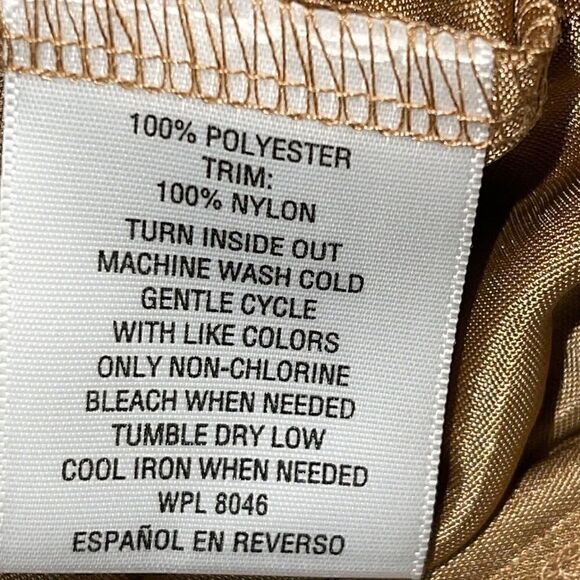 100% POLYESTER
TRIM:
100% NYLON
TURN INSIDE OUT
MACHINE WASH COLD
GENTLE CYCLE
WITH LIKE COLORS
ONLY NON-CHLORINE
BLEACH WHEN NEEDED
TUMBLE DRY LOW
COOL IRON WHEN NEEDED
WPL 8046
ESPAÑOL EN REVERSO